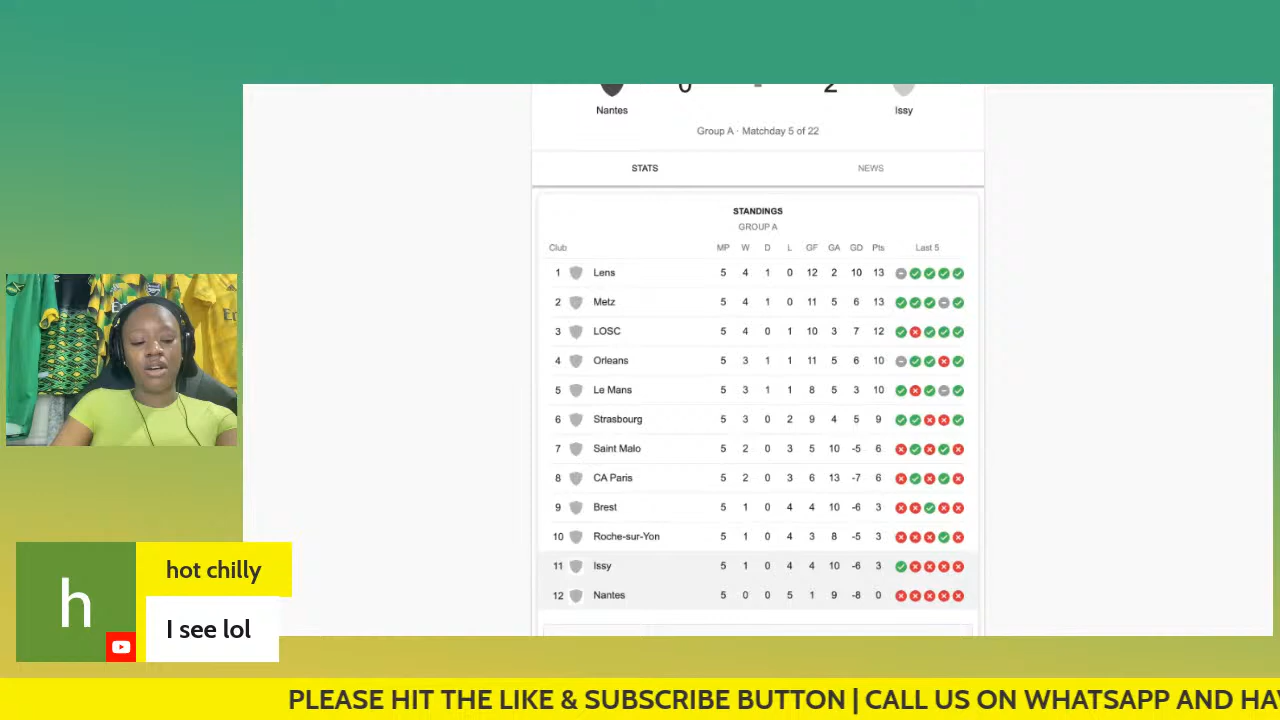 0 - 2
Nantes Issy
Group A · Matchday 5 of 22
STATS NEWS
STANDINGS
GROUP A
Club MP W D L GF GA GD Pts Last 5
1 Lens 5 4 1 0 12 2 10 13
2 Metz 5 4 1 0 11 5 6 13
3 LOSC 5 4 0 1 10 3 7 12
4 Orleans 5 3 1 1 11 5 6 10
5 Le Mans 5 3 1 1 8 5 3 10
6 Strasbourg 5 3 0 2 9 4 5 9
7 Saint Malo 5 2 0 3 5 10 -5 6
8 CA Paris 5 2 0 3 6 13 -7 6
9 Brest 5 1 0 4 4 10 -6 3
10 Roche-sur-Yon 5 1 0 4 3 8 -5 3
11 Issy 5 1 0 4 4 10 -6 3
12 Nantes 5 0 0 5 1 9 -8 0
h
hot chilly
I see lol
PLEASE HIT THE LIKE & SUBSCRIBE BUTTON | CALL US ON WHATSAPP AND HAV